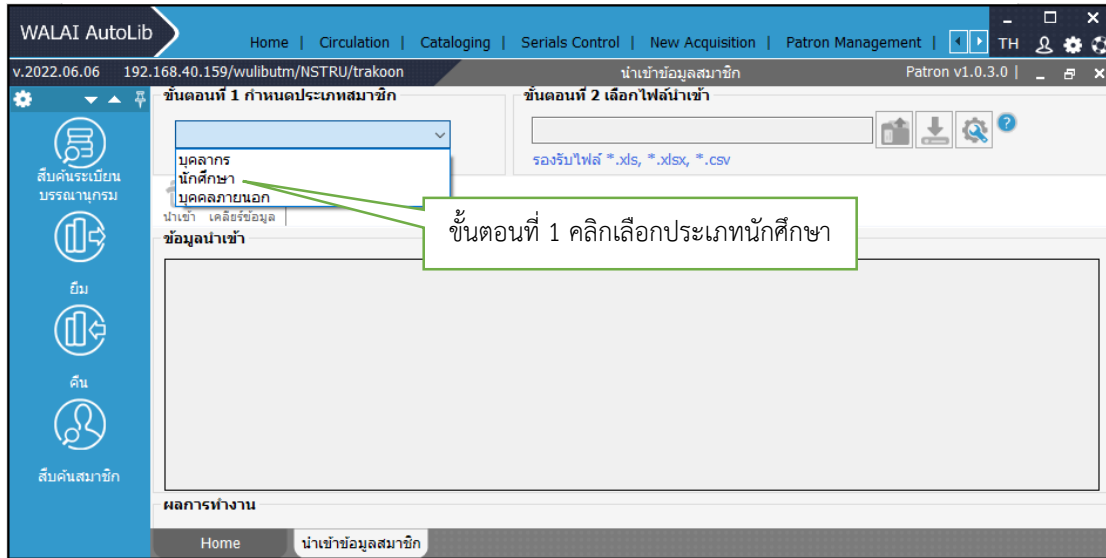 WALAI AutoLib
Home | Circulation | Cataloging | Serials Control | New Acquisition | Patron Management | TH
v.2022.06.06 192.168.40.159/wulibutm/NSTRU/trakoon นำเข้าข้อมูลสมาชิก Patron v1.0.3.0 |
ขั้นตอนที่ 1 กำหนดประเภทสมาชิก
ขั้นตอนที่ 2 เลือกไฟล์นำเข้า
รองรับไฟล์ *.xls, *.xlsx, *.csv
บุคลากร
นักศึกษา
บุคคลภายนอก
นำเข้า เคลียร์ข้อมูล
ขั้นตอนที่ 1 คลิกเลือกประเภทนักศึกษา
ข้อมูลนำเข้า
สืบค้นระเบียน
บรรณานุกรม
ยืม
คืน
สืบค้นสมาชิก
ผลการทำงาน
Home นำเข้าข้อมูลสมาชิก